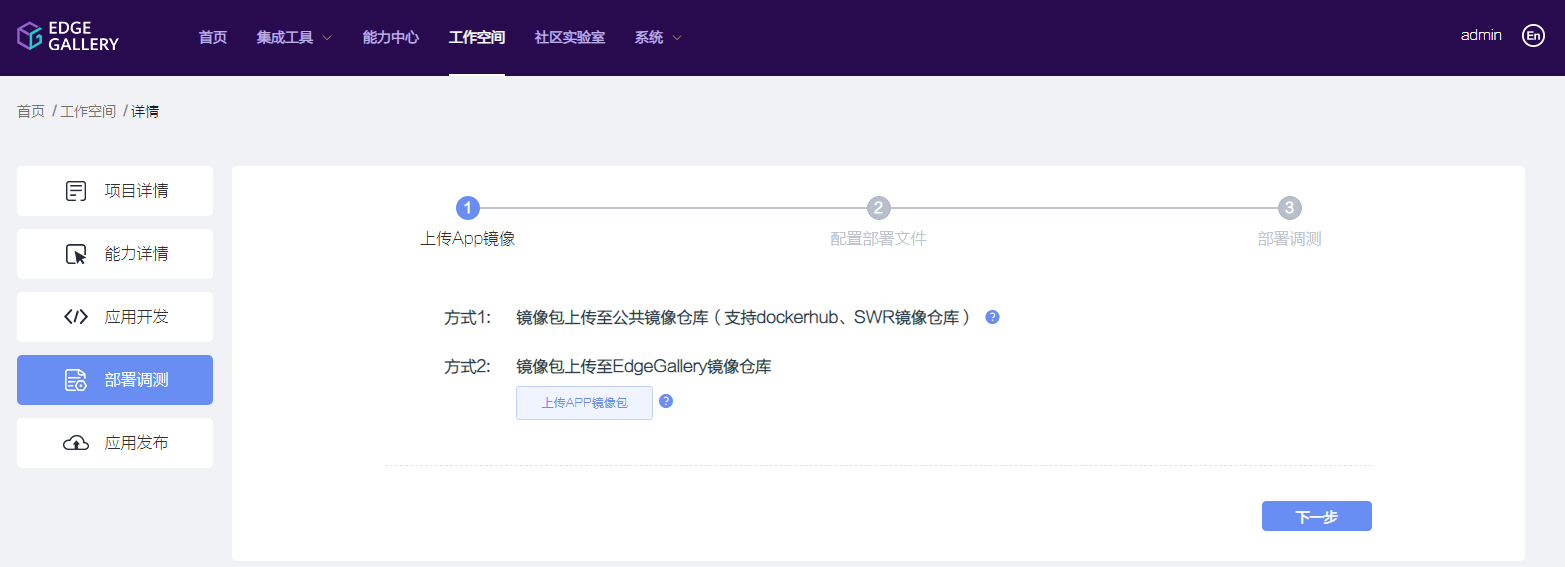 EDGE
GALLERY
首页 集成工具 能力中心 工作空间 社区实验室 系统 admin En
首页 / 工作空间 / 详情
项目详情
能力详情
应用开发
部署调测
应用发布
1 2 3
上传App镜像 配置部署文件 部署调测
方式1: 镜像包上传至公共镜像仓库（支持dockerhub、SWR镜像仓库） ?
方式2: 镜像包上传至EdgeGallery镜像仓库
上传APP镜像包 ?
下一步